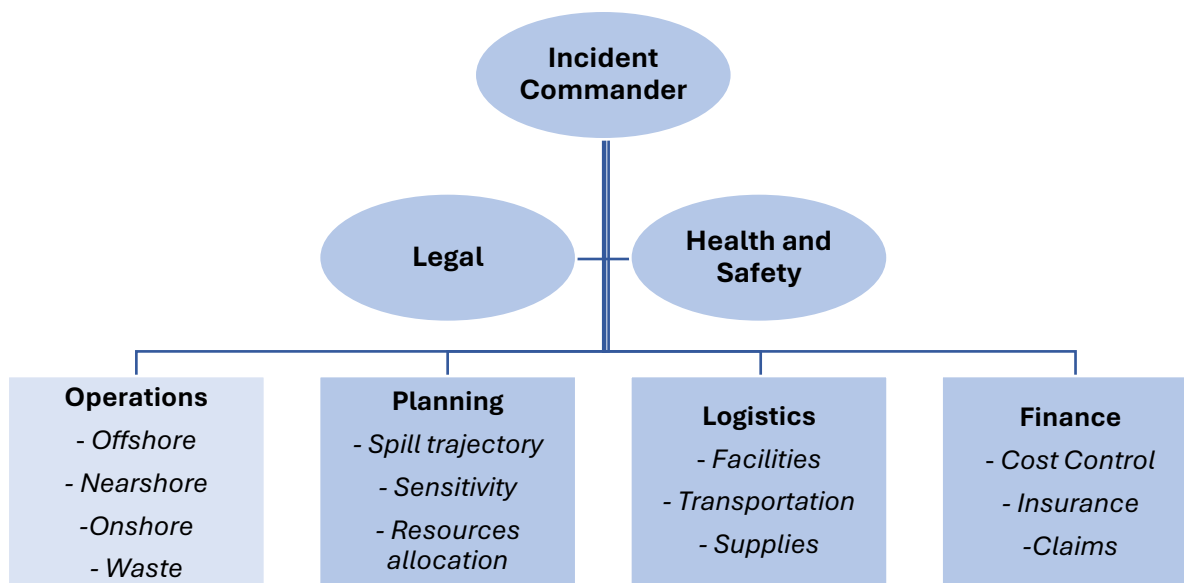 Incident
Commander
Legal
Health and
Safety
Operations
- Offshore
- Nearshore
-Onshore
- Waste
Planning
- Spill trajectory
- Sensitivity
- Resources
allocation
Logistics
- Facilities
- Transportation
- Supplies
Finance
- Cost Control
- Insurance
-Claims